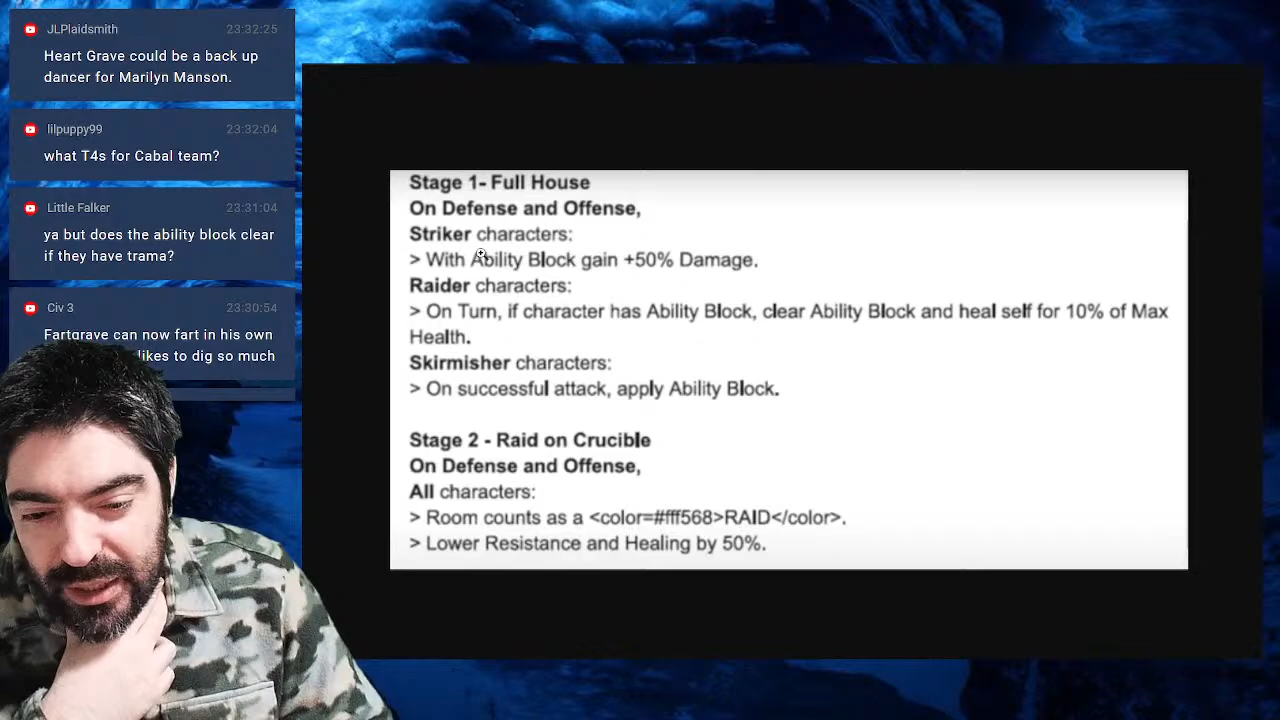 JLPlaidsmith 23:32:25
Heart Grave could be a back up
dancer for Marilyn Manson.
lilpuppy99 23:32:04
what T4s for Cabal team?
Little Falker 23:31:04
ya but does the ability block clear
if they have trama?
Civ 3 23:30:54
Fartgrave can now fart in his own
likes to dig so much
Stage 1- Full House
On Defense and Offense,
Striker characters:
> With Ability Block gain +50% Damage.
Raider characters:
> On Turn, if character has Ability Block, clear Ability Block and heal self for 10% of Max
Health.
Skirmisher characters:
> On successful attack, apply Ability Block.
Stage 2 - Raid on Crucible
On Defense and Offense,
All characters:
> Room counts as a <color=#fff568>RAID</color>.
> Lower Resistance and Healing by 50%.